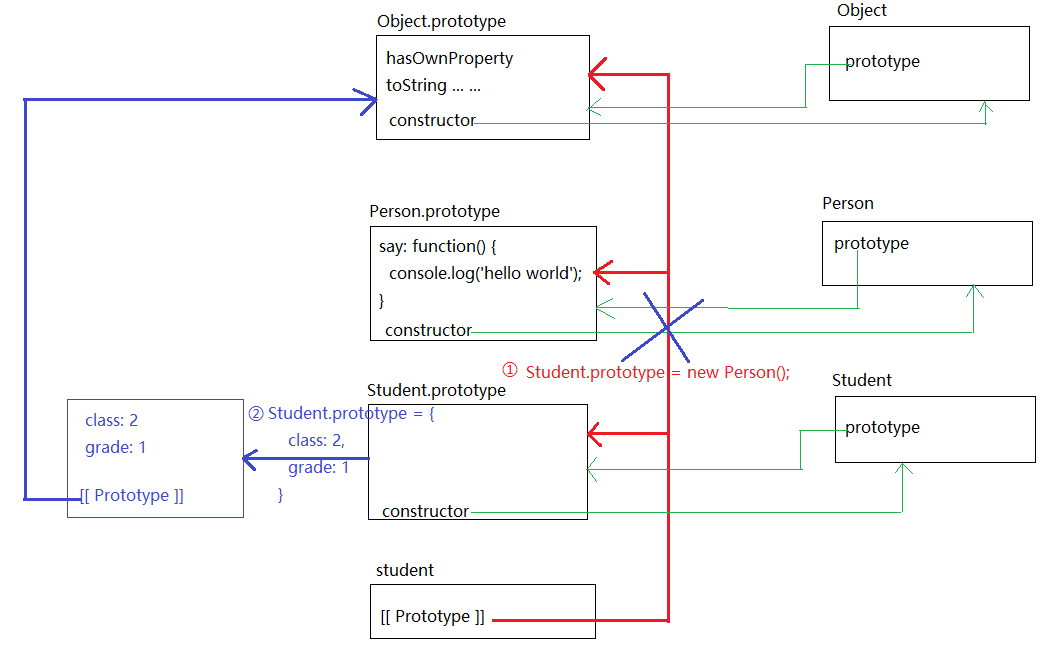 Object.prototype
hasOwnProperty
toString ... ...
constructor
Object
prototype
Person.prototype
say: function() {
console.log('hello world');
}
constructor
Person
prototype
① Student.prototype = new Person();
Student.prototype
constructor
Student
prototype
② Student.prototype = {
class: 2,
grade: 1
}
class: 2
grade: 1
[[ Prototype ]]
student
[[ Prototype ]]